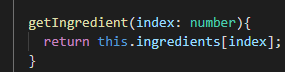 getIngredient(index: number){
return this.ingredients[index];
}